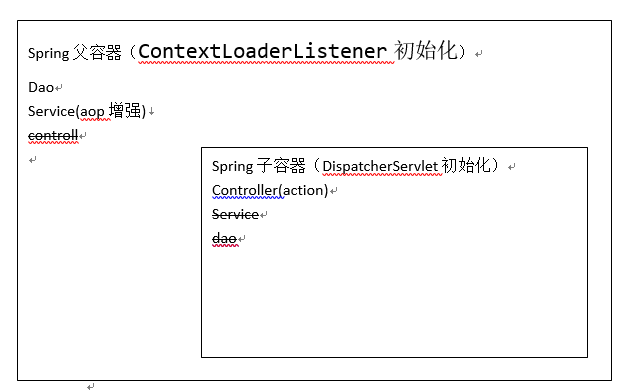 Spring 父容器（ContextLoaderListener 初始化）
Dao
Service(aop 增强)
controll
Spring 子容器（DispatcherServlet 初始化）
Controller(action)
Service
dao